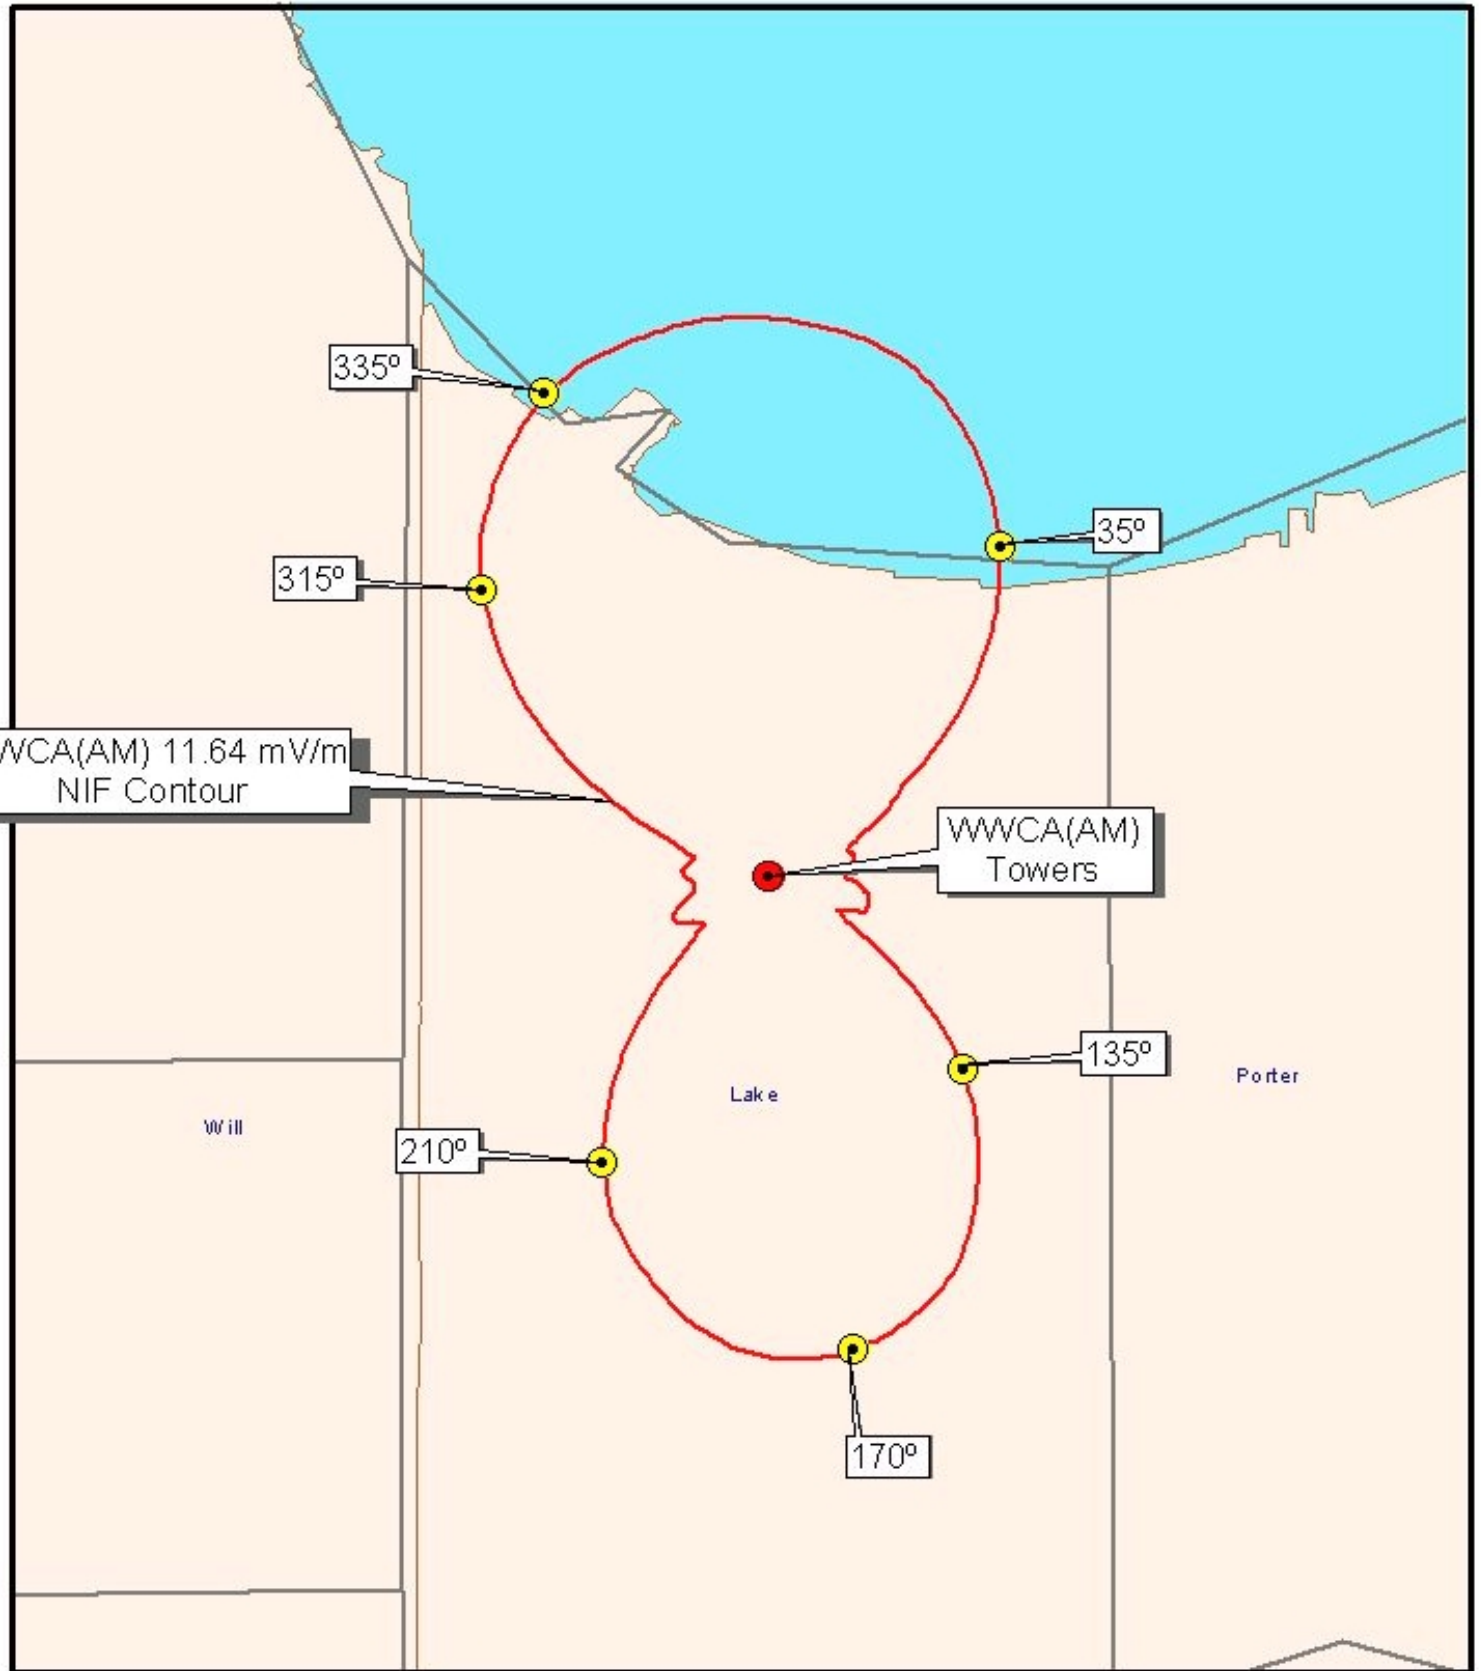 335º
35º
315º
WCA(AM) 11.64 mV/m
NIF Contour
WWCA(AM)
Towers
135º
Porter
Lake
Will
210º
170º